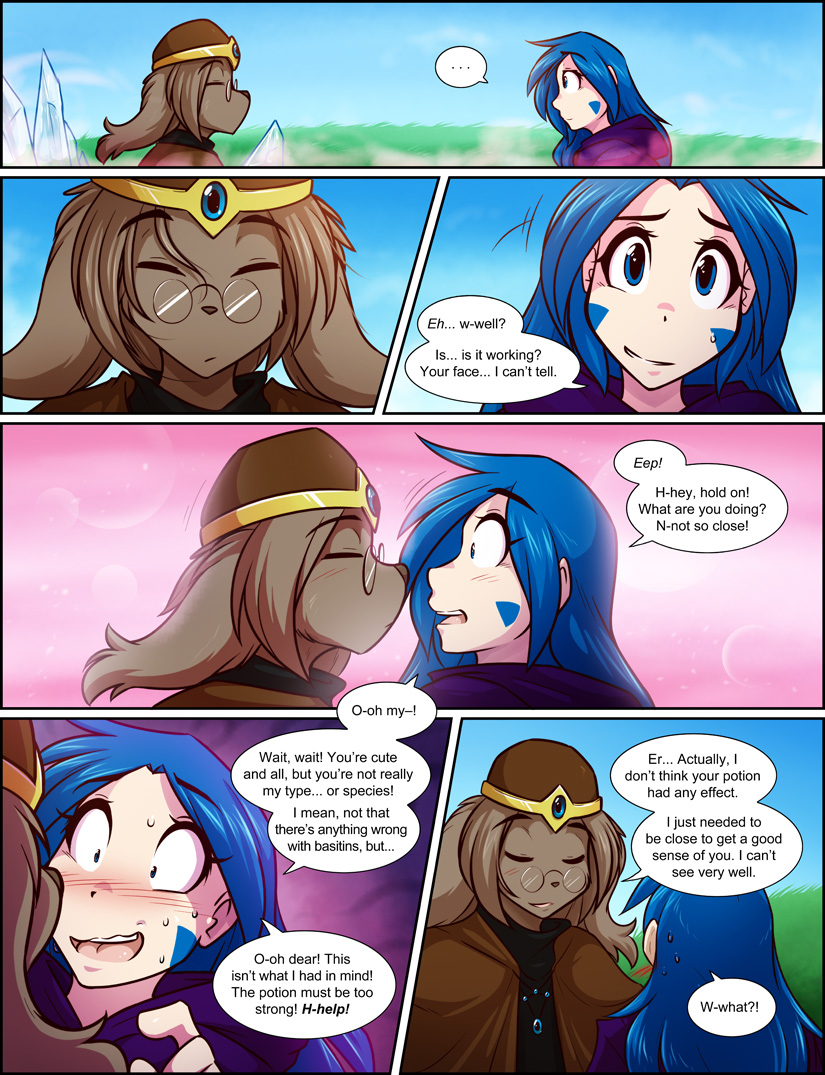 ...
Eh... w-well?
Is... is it working?
Your face... I can't tell.
Eep!
H-hey, hold on!
What are you doing?
N-not so close!
O-oh my–!
Wait, wait! You're cute
and all, but you're not really
my type... or species!
I mean, not that
there's anything wrong
with basitins, but...
O-oh dear! This
isn't what I had in mind!
The potion must be too
strong! H-help!
Er... Actually, I
don't think your potion
had any effect.
I just needed to
be close to get a good
sense of you. I can't
see very well.
W-what?!